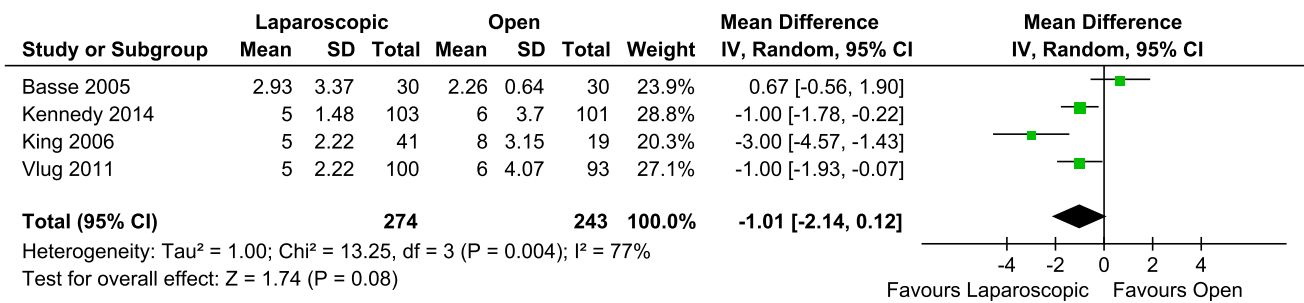 Laparoscopic Open Mean Difference Mean Difference
Study or Subgroup Mean SD Total Mean SD Total Weight IV, Random, 95% CI IV, Random, 95% CI
Basse 2005 2.93 3.37 30 2.26 0.64 30 23.9% 0.67 [-0.56, 1.90]
Kennedy 2014 5 1.48 103 6 3.7 101 28.8% -1.00 [-1.78, -0.22]
King 2006 5 2.22 41 8 3.15 19 20.3% -3.00 [-4.57, -1.43]
Vlug 2011 5 2.22 100 6 4.07 93 27.1% -1.00 [-1.93, -0.07]
Total (95% CI) 274 243 100.0% -1.01 [-2.14, 0.12]
Heterogeneity: Tau² = 1.00; Chi² = 13.25, df = 3 (P = 0.004); I² = 77%
Test for overall effect: Z = 1.74 (P = 0.08)
-4 -2 0 2 4
Favours Laparoscopic Favours Open